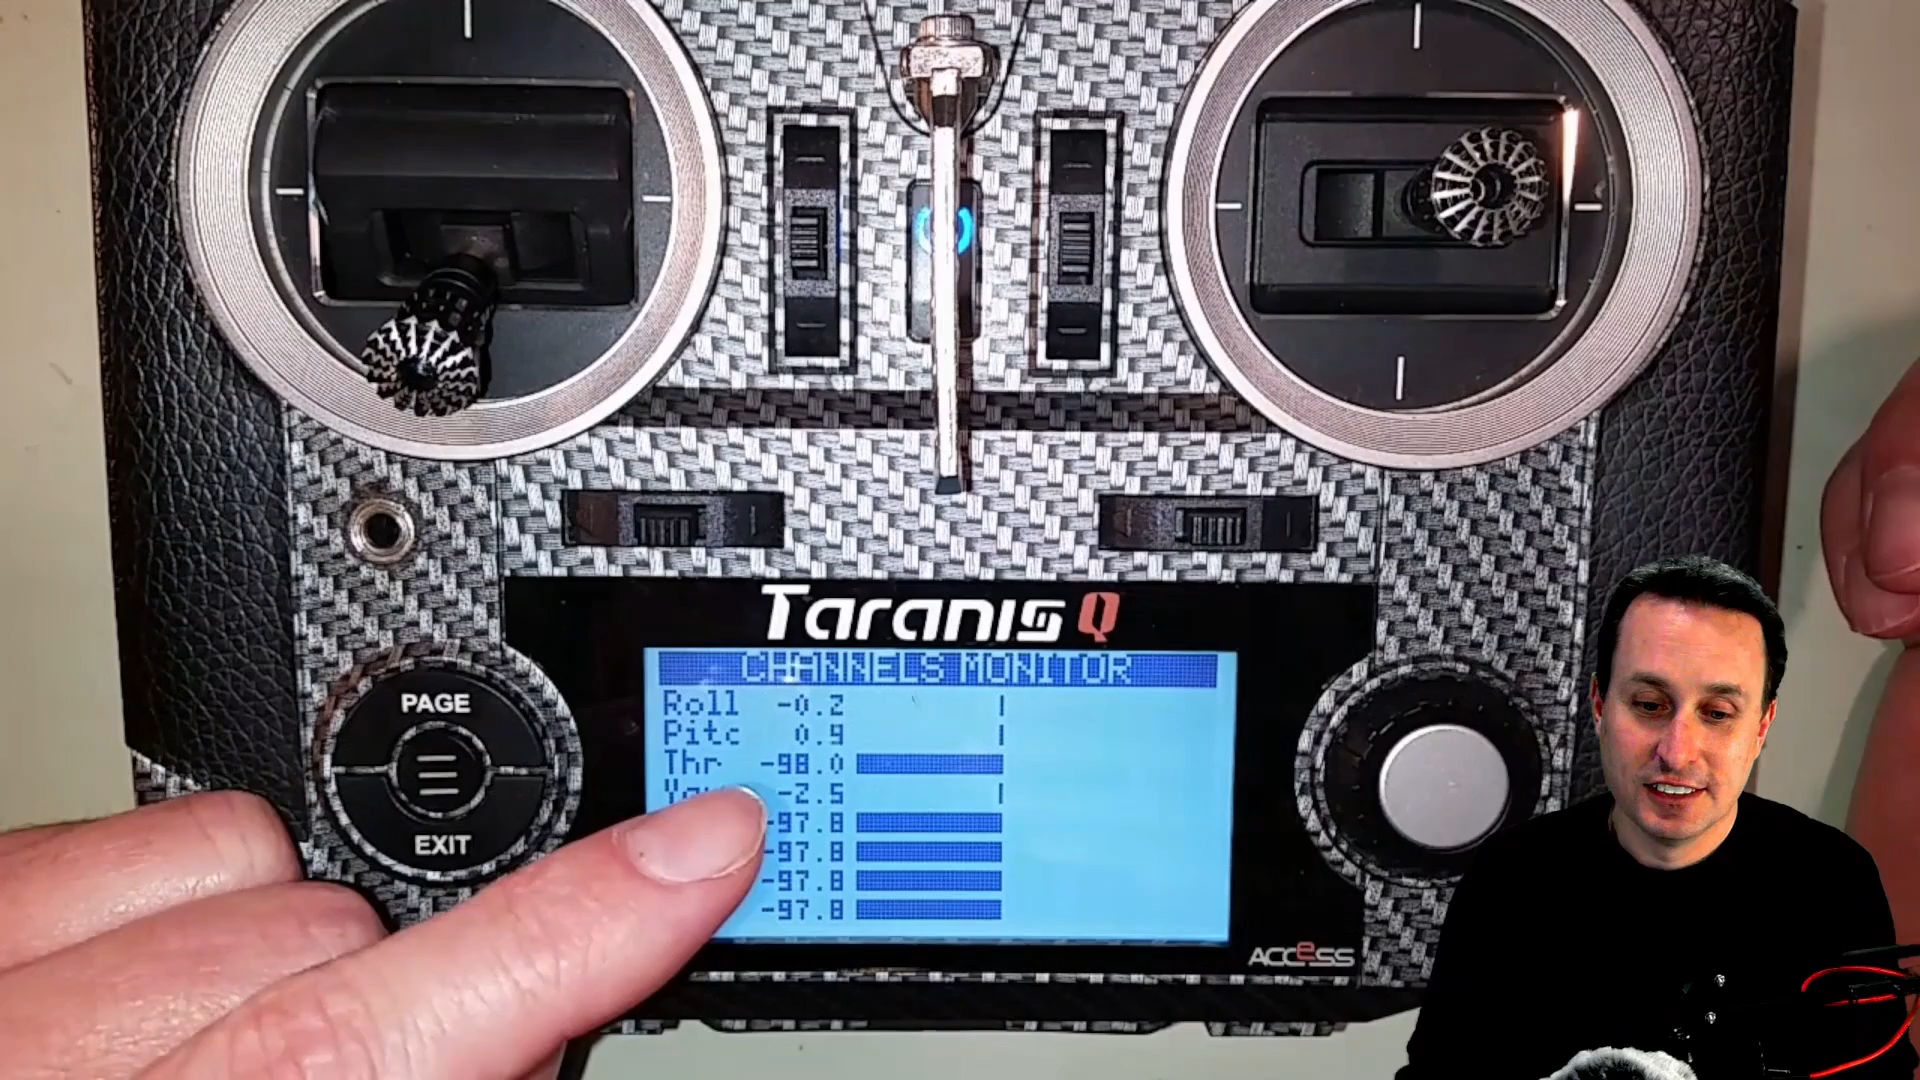 Taranis Q
CHANNELS MONITOR
Roll -0.2
Pitc 0.9
Thr -98.0
-2.5
-97.8
-97.8
-97.8
-97.8
PAGE
EXIT
ACCeSS